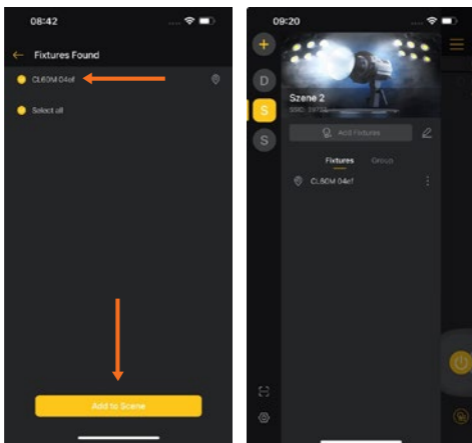 08:42
Fixtures Found
CL60M 04ef
Select all
Add to Scene
09:20
D
Szene 2
S
Add Fixtures
S
Fixtures Group
CL60M 04ef